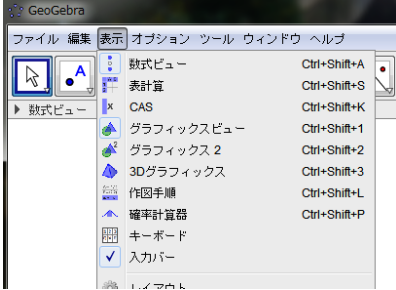 GeoGebra
ファイル 編集 表示 オプション ツール ウィンドウ ヘルプ
A
数式ビュー Ctrl+Shift+A
表計算 Ctrl+Shift+S
▶ 数式ビュー
CAS Ctrl+Shift+K
グラフィックスビュー Ctrl+Shift+1
グラフィックス 2 Ctrl+Shift+2
3Dグラフィックス Ctrl+Shift+3
作図手順 Ctrl+Shift+L
確率計算器 Ctrl+Shift+P
キーボード
入力バー
レイアウト